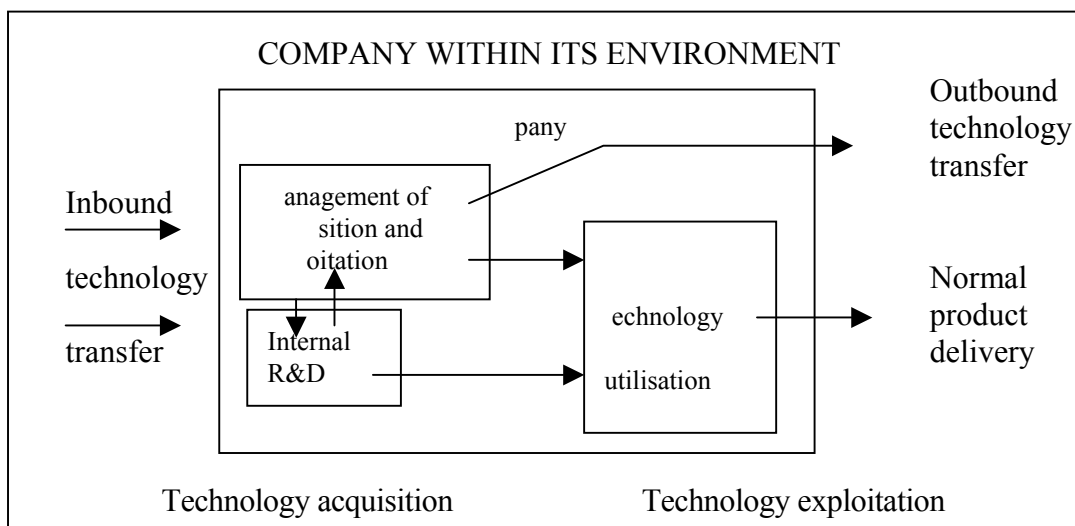 COMPANY WITHIN ITS ENVIRONMENT
Outbound
technology
transfer
pany
Inbound
technology
transfer
anagement of
sition and
oitation
Internal
R&D
echnology
utilisation
Normal
product
delivery
Technology acquisition
Technology exploitation